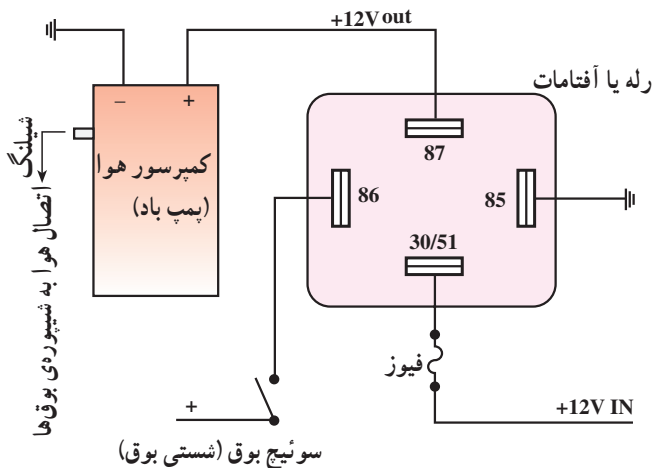 +12V out
رله یا آفتامات
– +
کمپرسور هوا
(پمپ باد)
شیلنگ
اتصال هوا به شیپوره‌ی بوق‌ها
87
86
85
30/51
فیوز
+12V IN
+
سوئیچ بوق (شستی بوق)